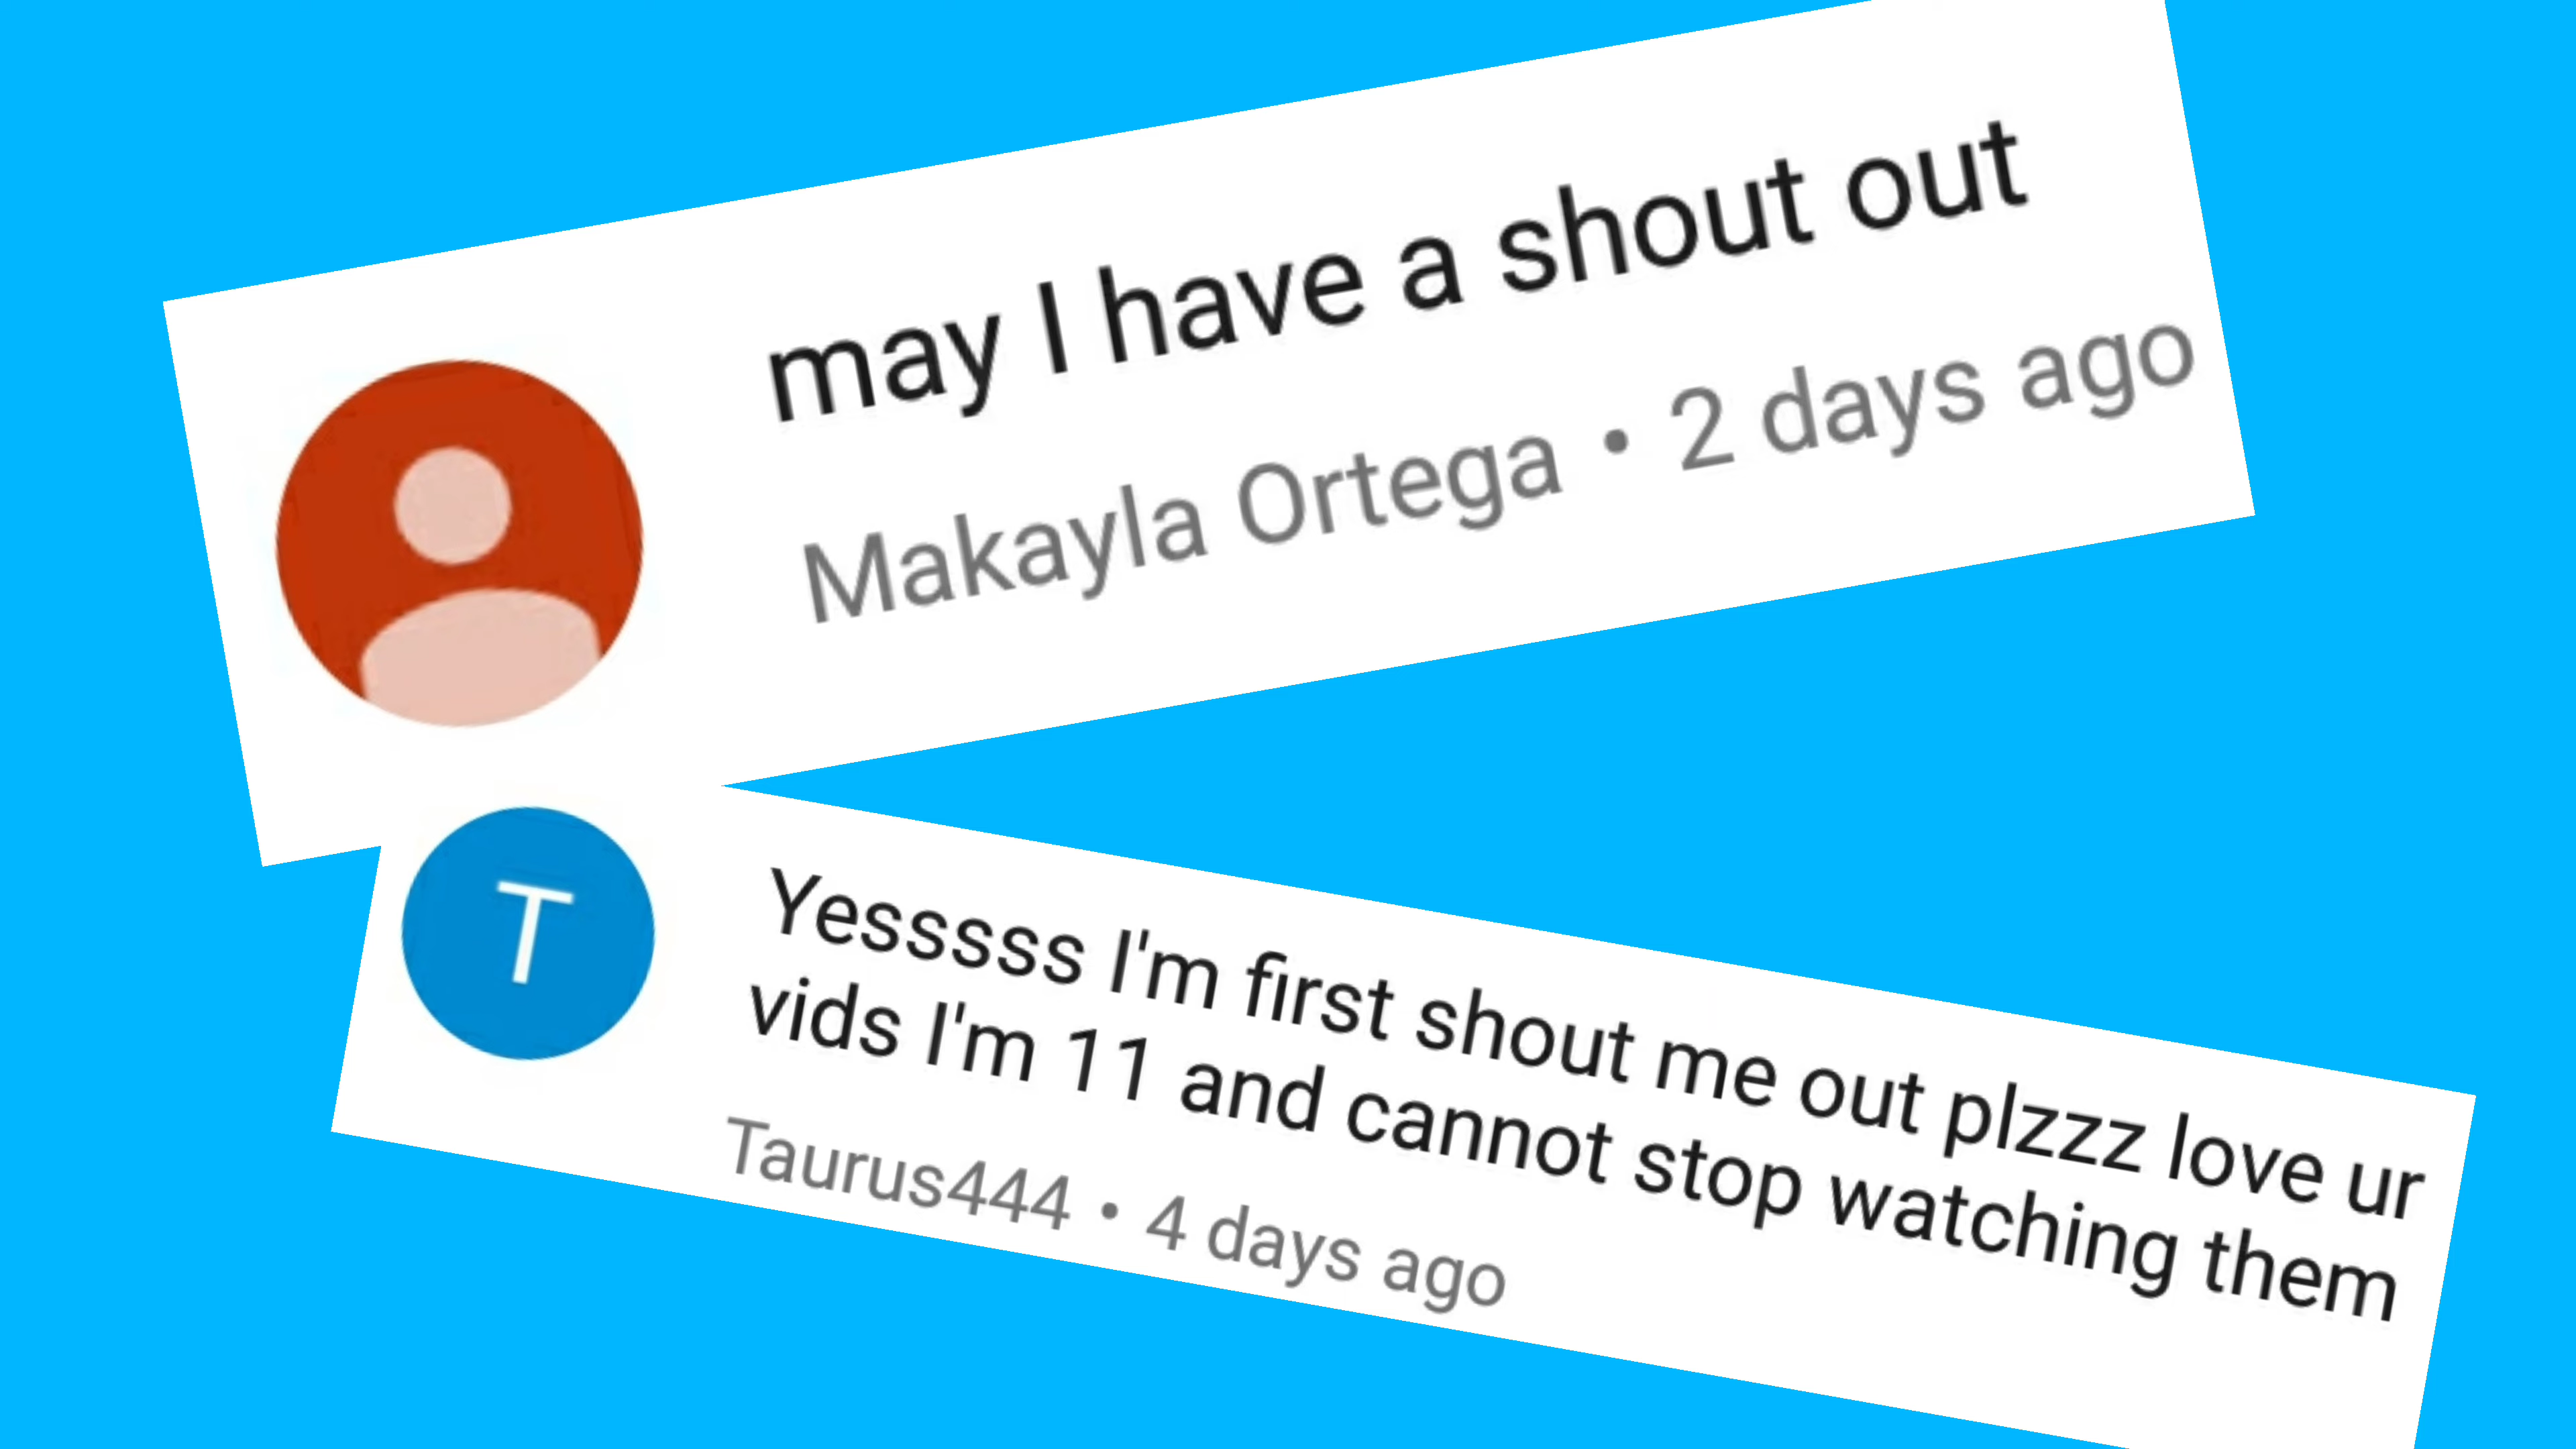 may I have a shout out
Makayla Ortega • 2 days ago
T
Yesssss I'm first shout me out plzzz love ur
vids I'm 11 and cannot stop watching them
Taurus444 • 4 days ago